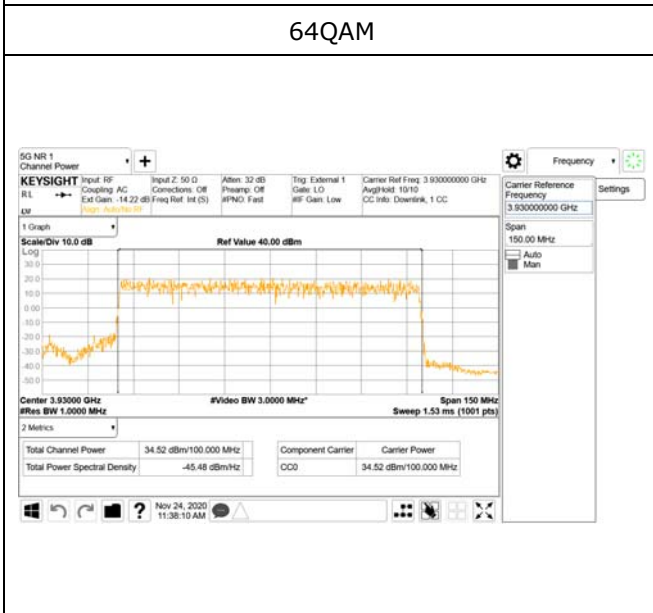 64QAM
5G NR 1
Channel Power
Frequency
KEYSIGHT Input: RF Input Z: 50 Ω Atten: 32 dB Trig: External 1 Carrier Ref Freq: 3.930000000 GHz
RL Coupling: AC Corrections: Off Preamp: Off Gate: LO Avg|Hold: 10/10
Ext Gain: -14.22 dB Freq Ref: Int (S) #PNO: Fast #IF Gain: Low CC Info: Downlink, 1 CC
Align: Auto/No RF
Carrier Reference
Frequency
3.930000000 GHz
Settings
Span
150.00 MHz
Auto
Man
1 Graph
Scale/Div 10.0 dB Ref Value 40.00 dBm
Log
30.0
20.0
10.0
0.00
-10.0
-20.0
-30.0
-40.0
-50.0
Center 3.93000 GHz #Video BW 3.0000 MHz* Span 150 MHz
#Res BW 1.0000 MHz Sweep 1.53 ms (1001 pts)
2 Metrics
Total Channel Power 34.52 dBm/100.000 MHz Component Carrier Carrier Power
Total Power Spectral Density -45.48 dBm/Hz CC0 34.52 dBm/100.000 MHz
Nov 24, 2020
11:38:10 AM